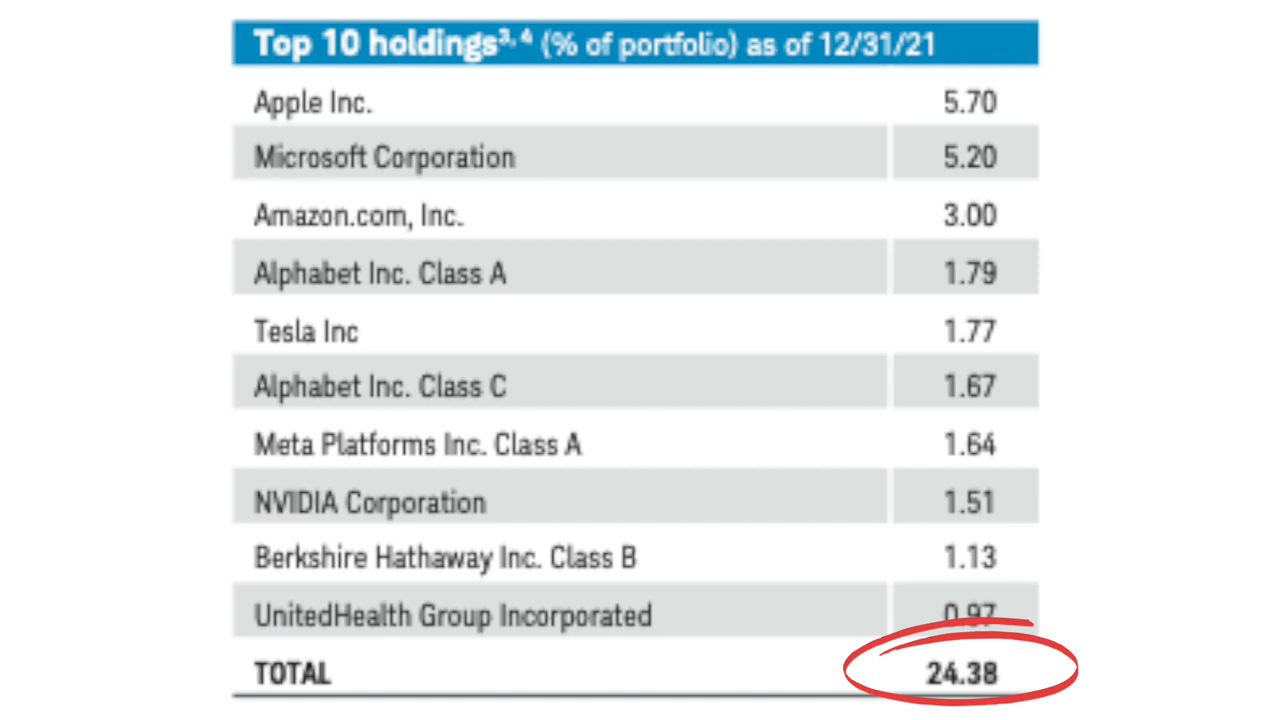 Top 10 holdings³, ⁴ (% of portfolio) as of 12/31/21
Apple Inc. 5.70
Microsoft Corporation 5.20
Amazon.com, Inc. 3.00
Alphabet Inc. Class A 1.79
Tesla Inc 1.77
Alphabet Inc. Class C 1.67
Meta Platforms Inc. Class A 1.64
NVIDIA Corporation 1.51
Berkshire Hathaway Inc. Class B 1.13
UnitedHealth Group Incorporated 0.97
TOTAL 24.38